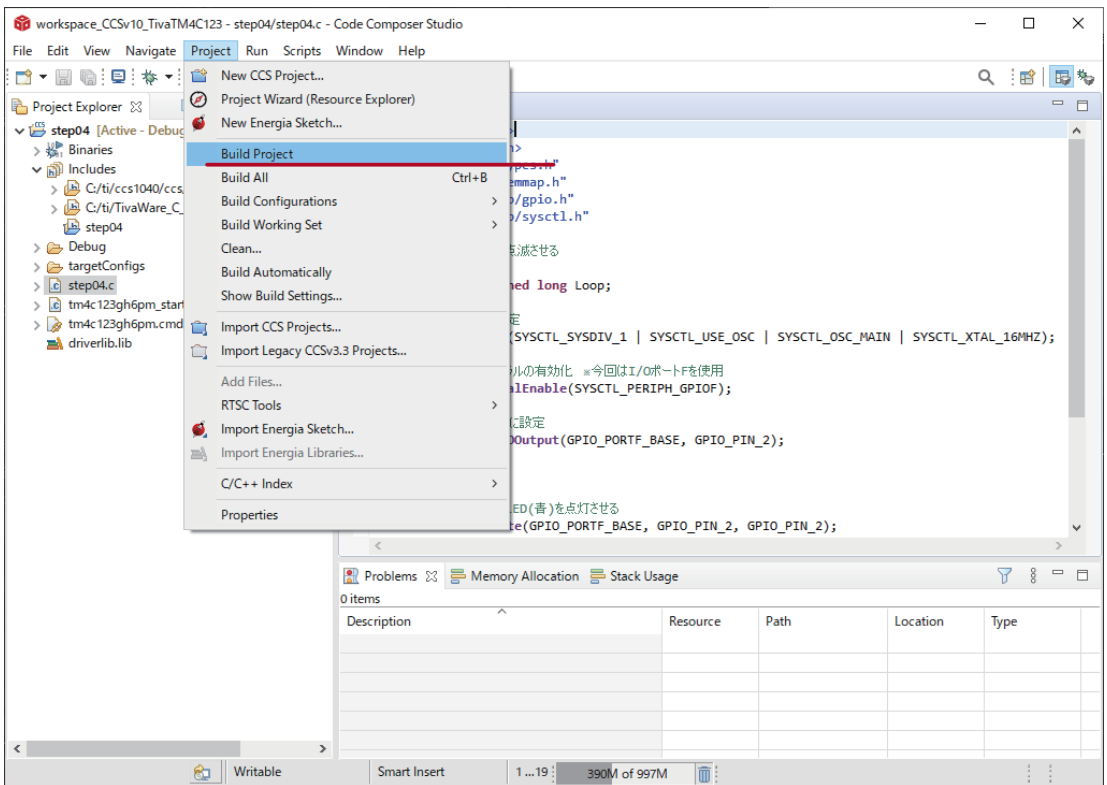 workspace_CCSv10_TivaTM4C123 - step04/step04.c - Code Composer Studio
File Edit View Navigate Project Run Scripts Window Help
Project Explorer
step04 [Active - Debug
Binaries
Includes
C:/ti/ccs1040/ccs
C:/ti/TivaWare_C_
step04
Debug
targetConfigs
step04.c
tm4c123gh6pm_start
tm4c123gh6pm.cmd
driverlib.lib
New CCS Project...
Project Wizard (Resource Explorer)
New Energia Sketch...
Build Project
Build All Ctrl+B
Build Configurations
Build Working Set
Clean...
Build Automatically
Show Build Settings...
Import CCS Projects...
Import Legacy CCSv3.3 Projects...
Add Files...
RTSC Tools
Import Energia Sketch...
Import Energia Libraries...
C/C++ Index
Properties
>
h>
ypes.h"
emmap.h"
/gpio.h"
/sysctl.h"
点滅させる
ned long Loop;
定
(SYSCTL_SYSDIV_1 | SYSCTL_USE_OSC | SYSCTL_OSC_MAIN | SYSCTL_XTAL_16MHZ);
ルの有効化 ※今回はI/OポートFを使用
alEnable(SYSCTL_PERIPH_GPIOF);
に設定
OOutput(GPIO_PORTF_BASE, GPIO_PIN_2);
LED(青)を点灯させる
te(GPIO_PORTF_BASE, GPIO_PIN_2, GPIO_PIN_2);
Problems Memory Allocation Stack Usage
0 items
Description Resource Path Location Type
Writable Smart Insert 1 ...19 390M of 997M